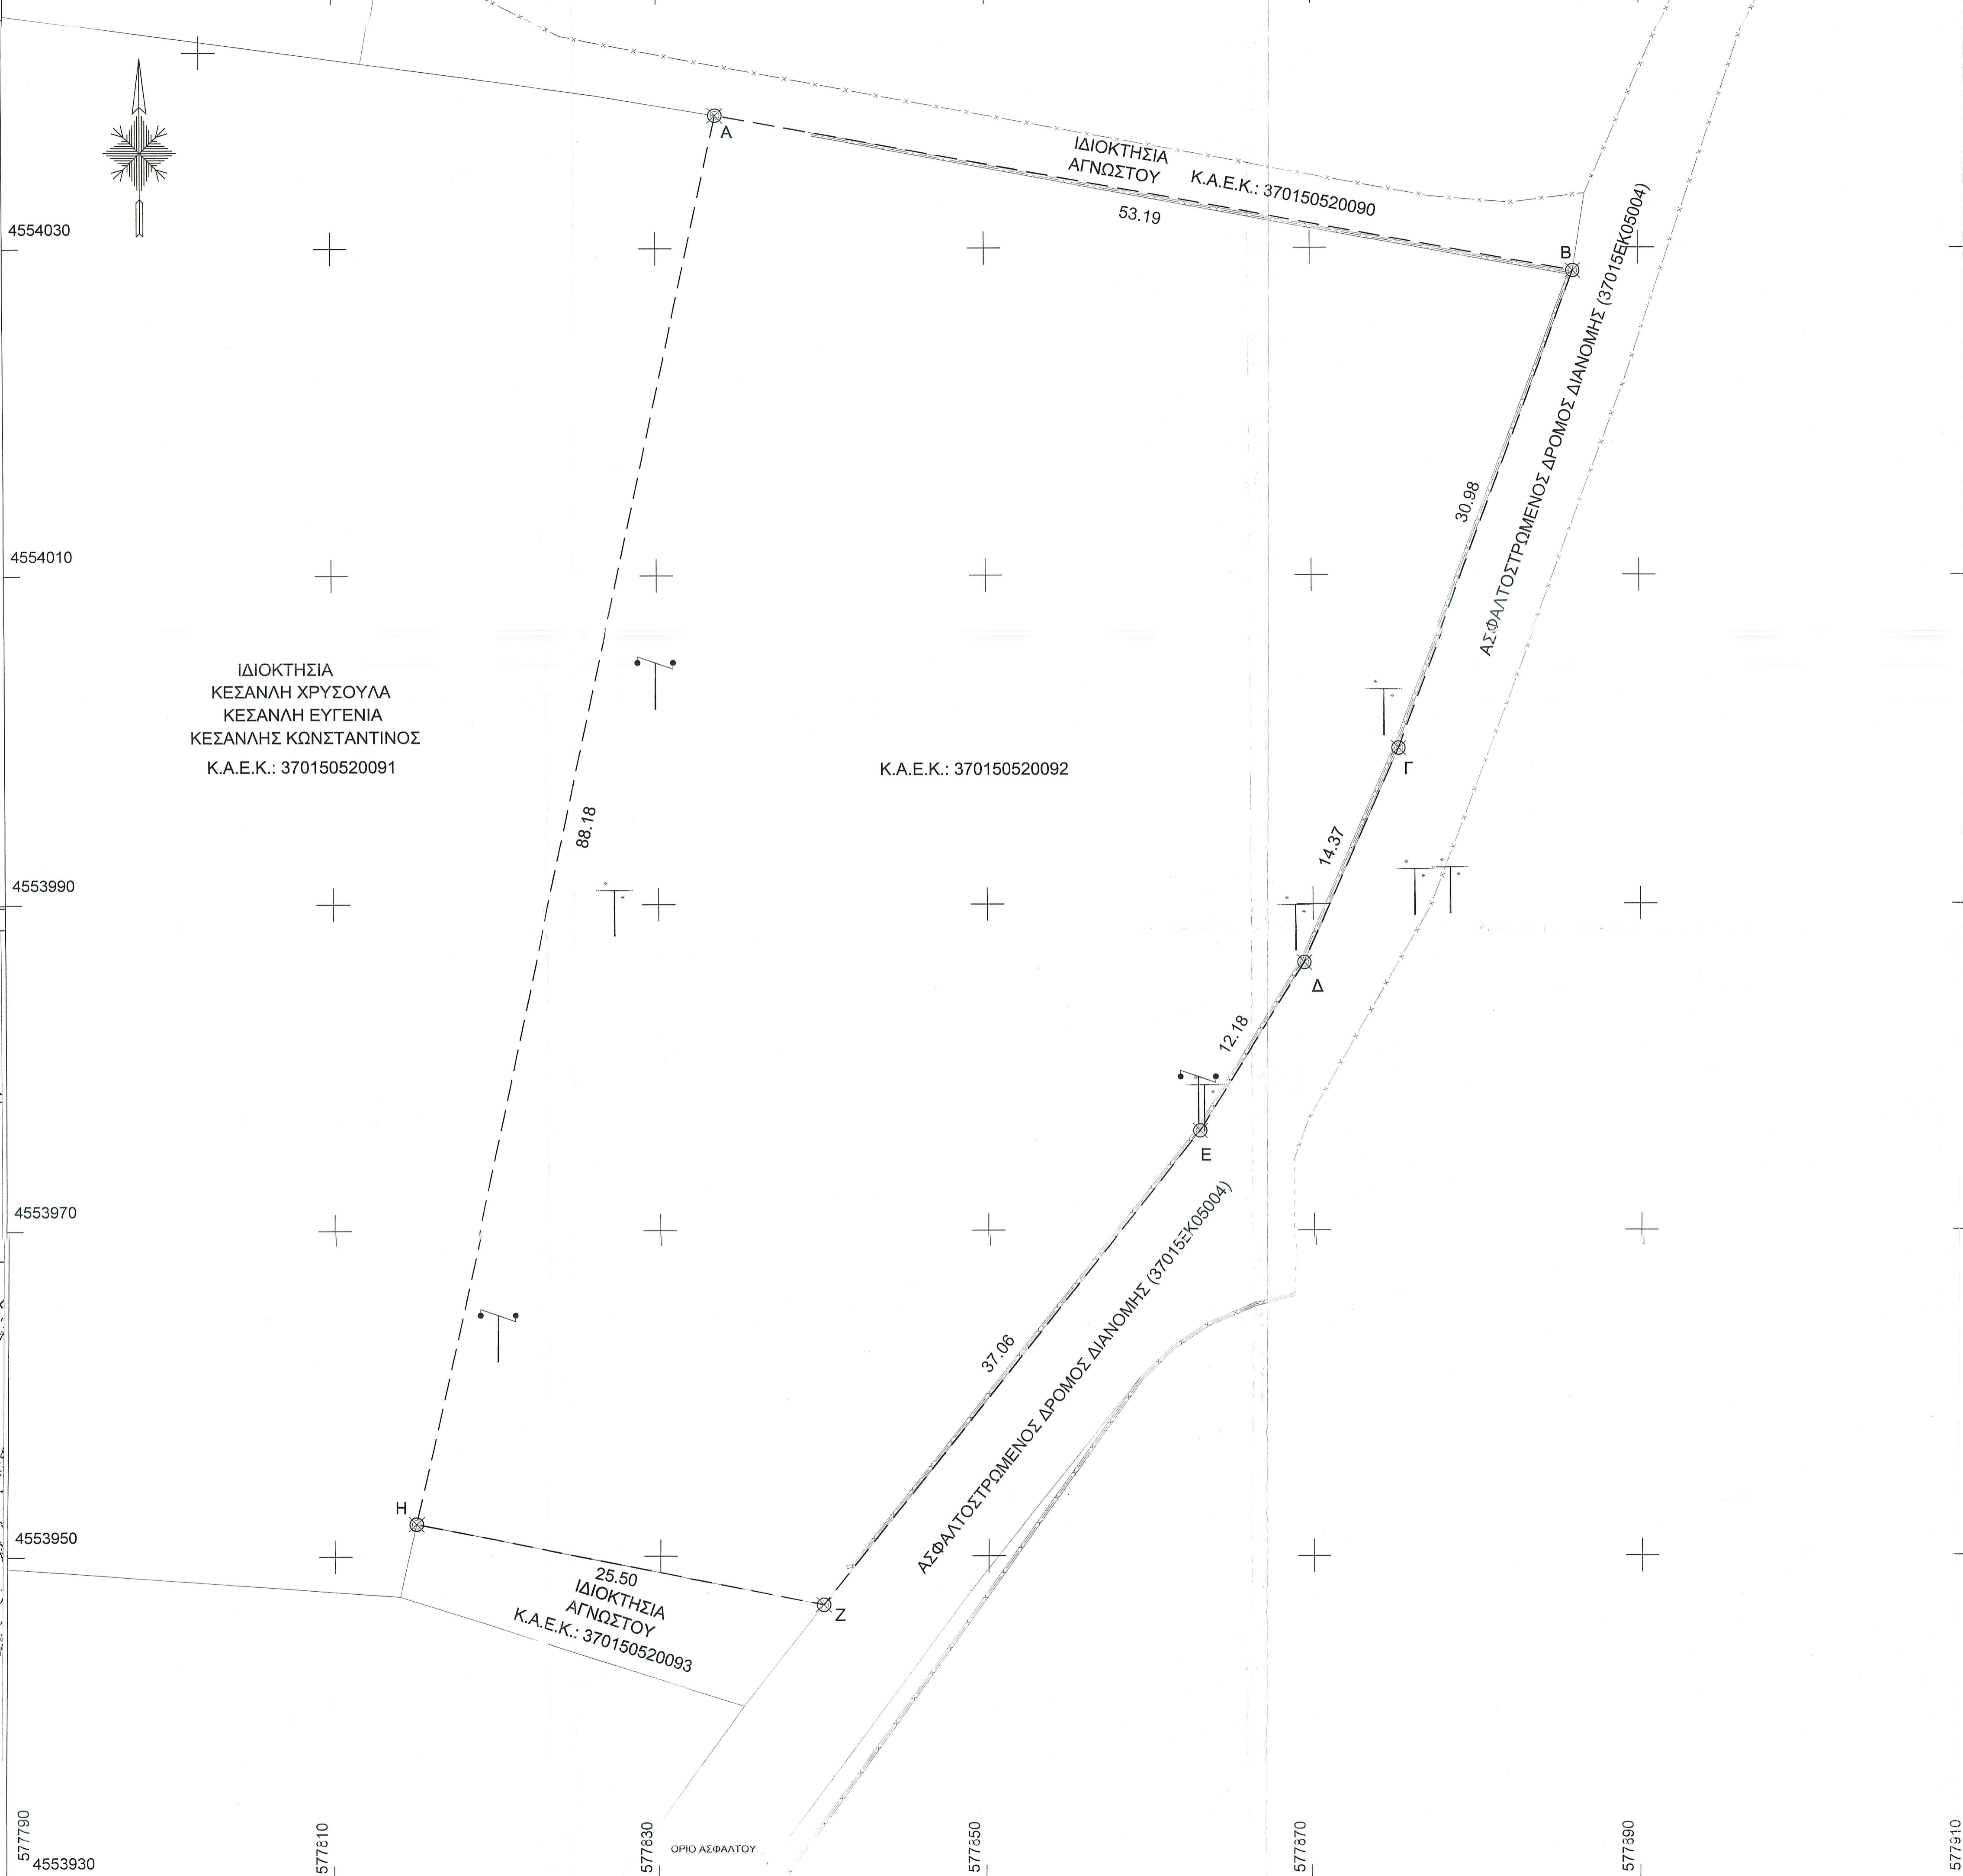 Α
ΙΔΙΟΚΤΗΣΙΑ
ΑΓΝΩΣΤΟΥ
Κ.Α.Ε.Κ.: 370150520090
53.19
4554030
Β
ΑΣΦΑΛΤΟΣΤΡΩΜΕΝΟΣ ΔΡΟΜΟΣ ΔΙΑΝΟΜΗΣ (37015ΕΚ05004)
30.98
4554010
ΙΔΙΟΚΤΗΣΙΑ
ΚΕΣΑΝΛΗ ΧΡΥΣΟΥΛΑ
ΚΕΣΑΝΛΗ ΕΥΓΕΝΙΑ
ΚΕΣΑΝΛΗΣ ΚΩΝΣΤΑΝΤΙΝΟΣ
Κ.Α.Ε.Κ.: 370150520091
Κ.Α.Ε.Κ.: 370150520092
Γ
88.18
14.37
4553990
Δ
12.18
Ε
4553970
ΑΣΦΑΛΤΟΣΤΡΩΜΕΝΟΣ ΔΡΟΜΟΣ ΔΙΑΝΟΜΗΣ (37015ΕΚ05004)
37.06
Η
4553950
25.50
ΙΔΙΟΚΤΗΣΙΑ
ΑΓΝΩΣΤΟΥ
Κ.Α.Ε.Κ.: 370150520093
Ζ
ΟΡΙΟ ΑΣΦΑΛΤΟΥ
577790
577810
577830
577850
577870
577890
577910
4553930